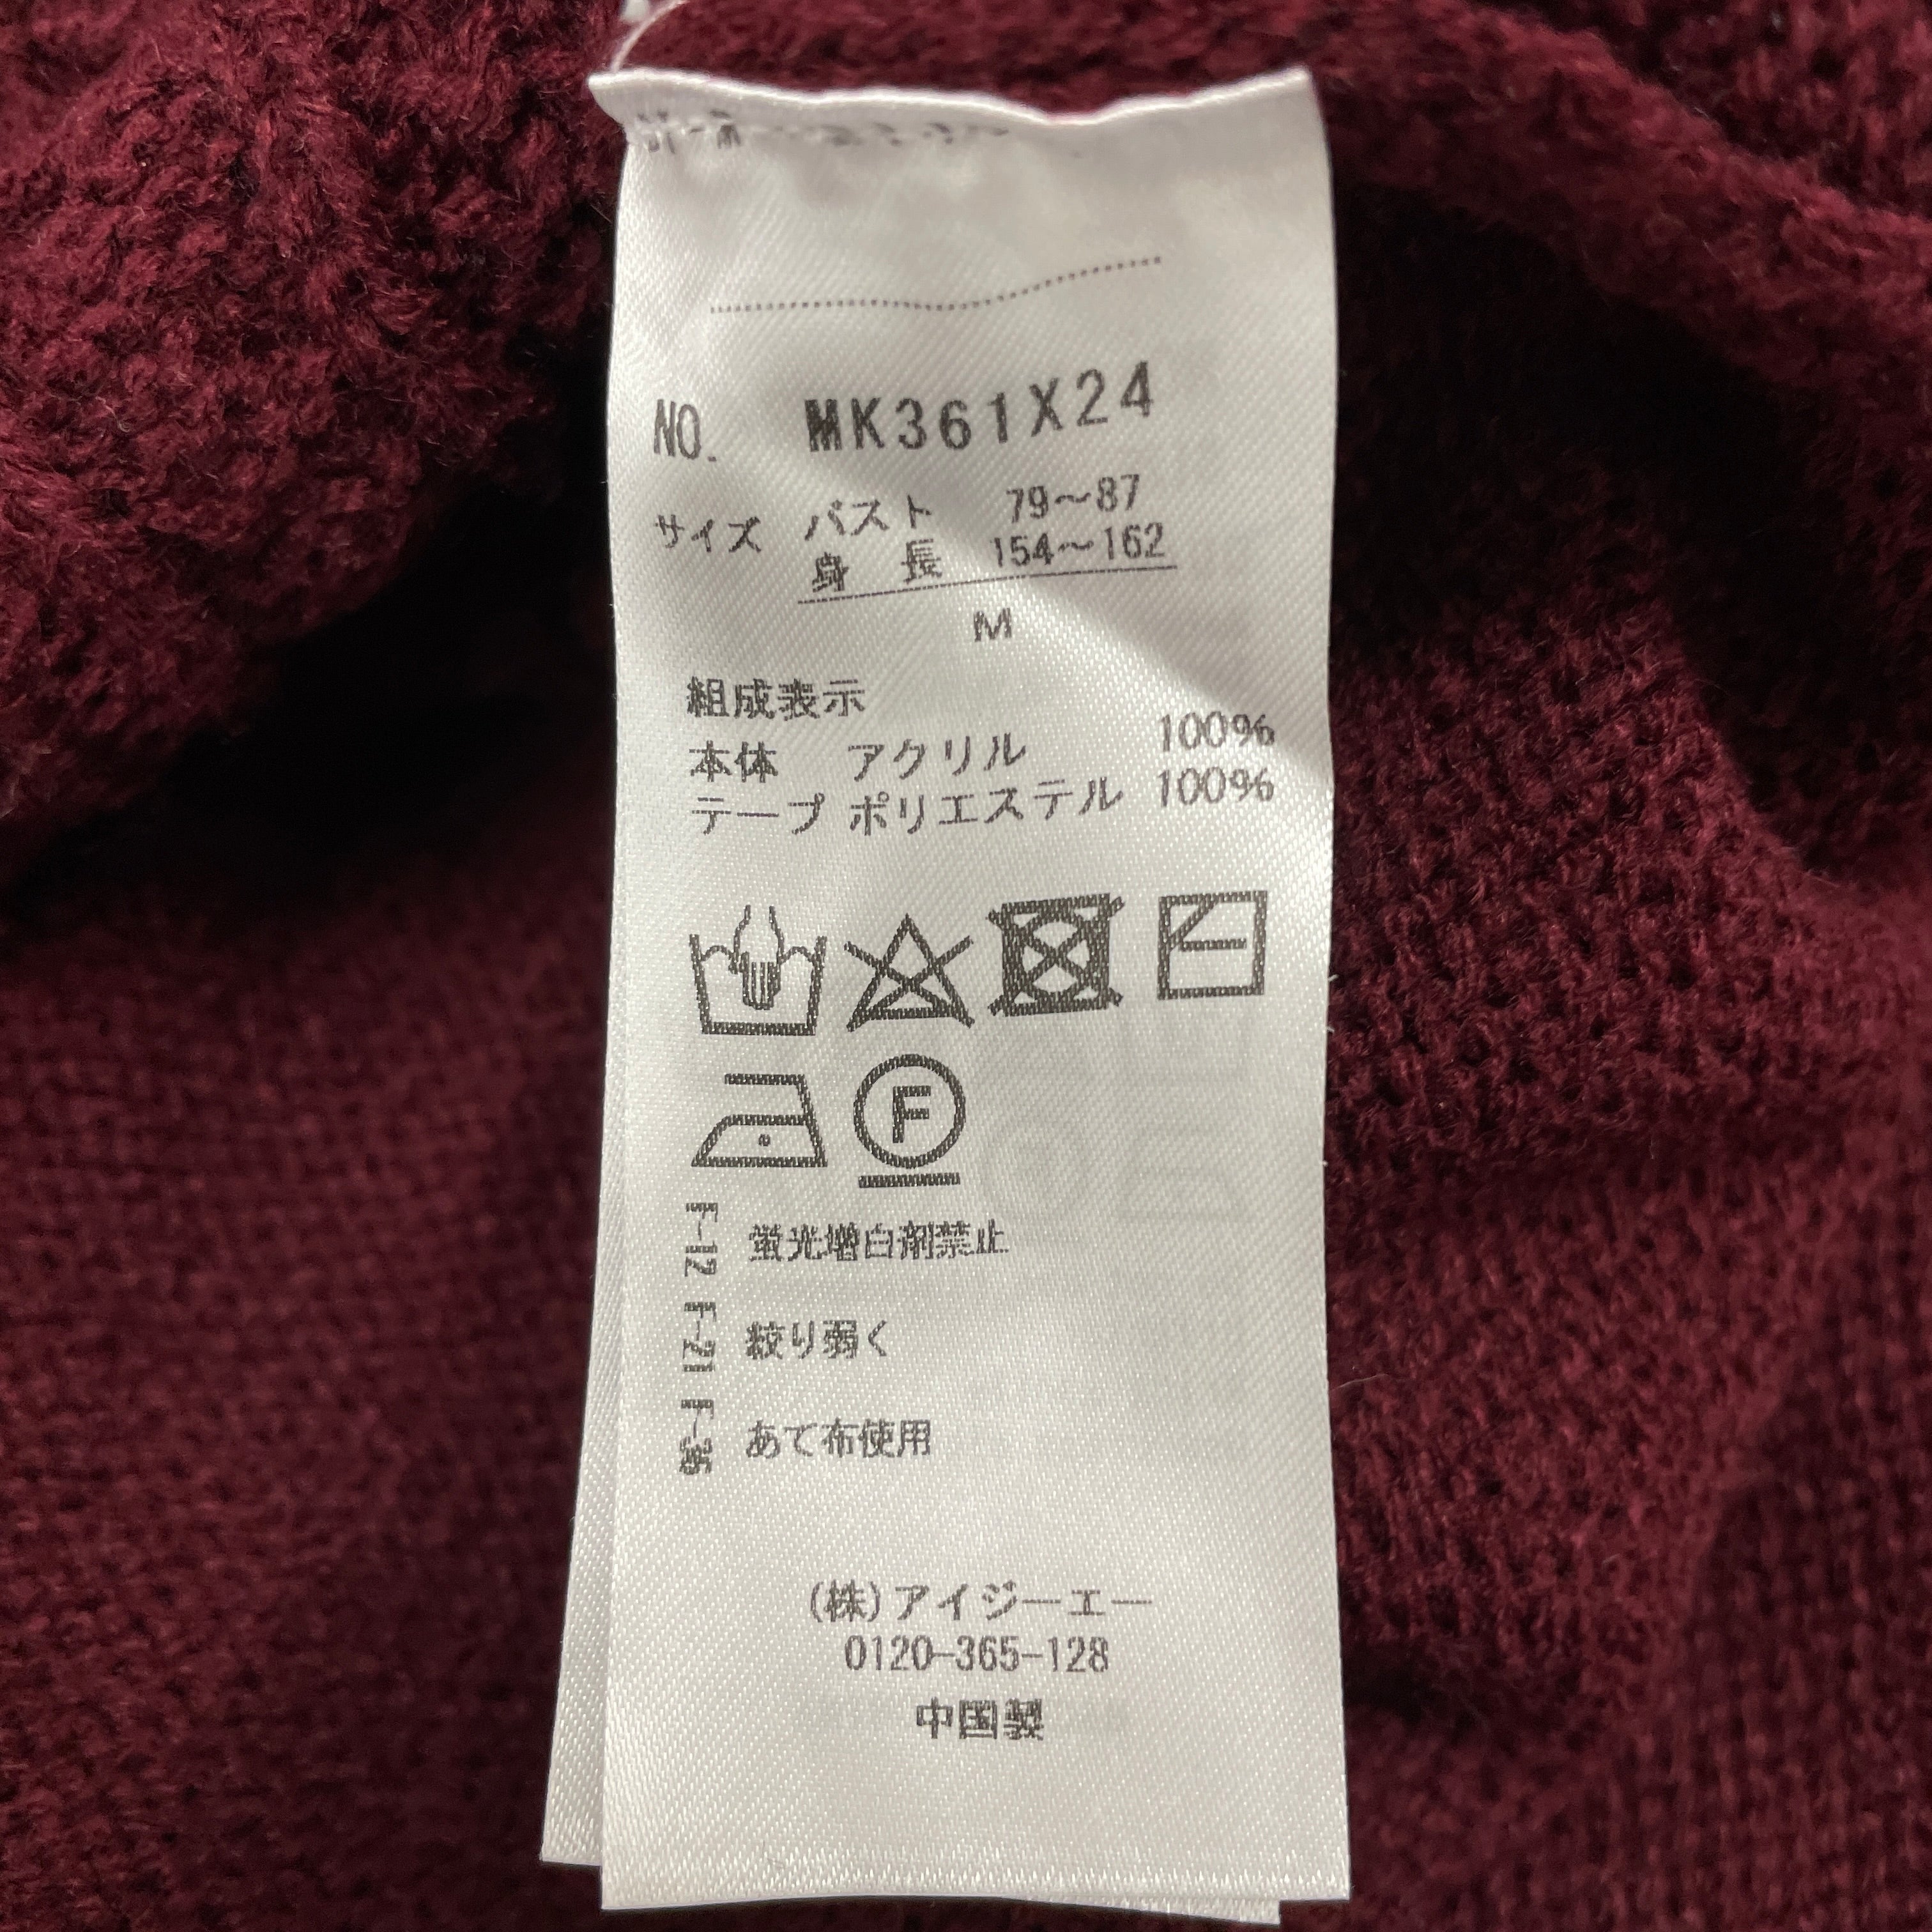 NO. MK361X24
サイズ バスト 79~87
身 長 154~162
M
組成表示
本体 アクリル 100%
テープ ポリエステル 100%
F
F-12 蛍光増白剤禁止
F-21 絞り弱く
F-36 あて布使用
(株)アイジーエー
0120-365-128
中国製